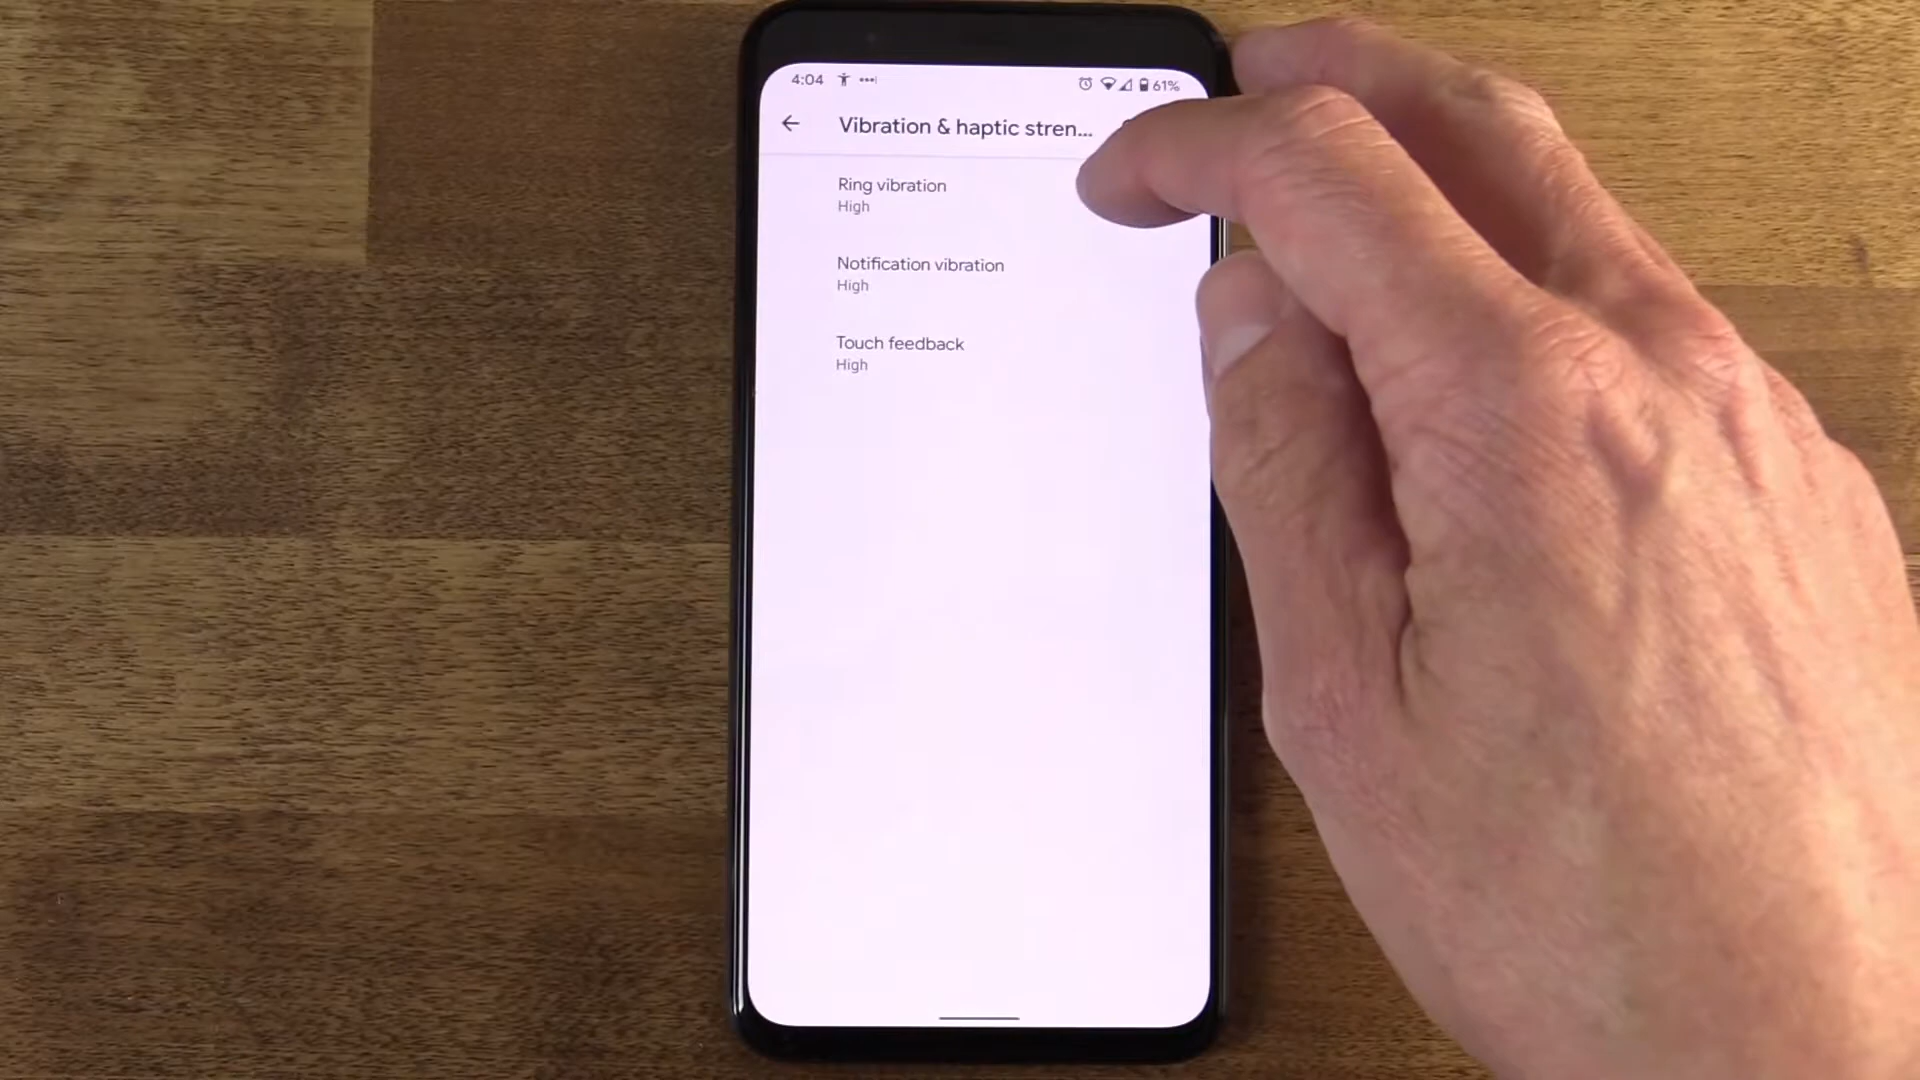 4:04
61%
Vibration & haptic stren...
Ring vibration
High
Notification vibration
High
Touch feedback
High